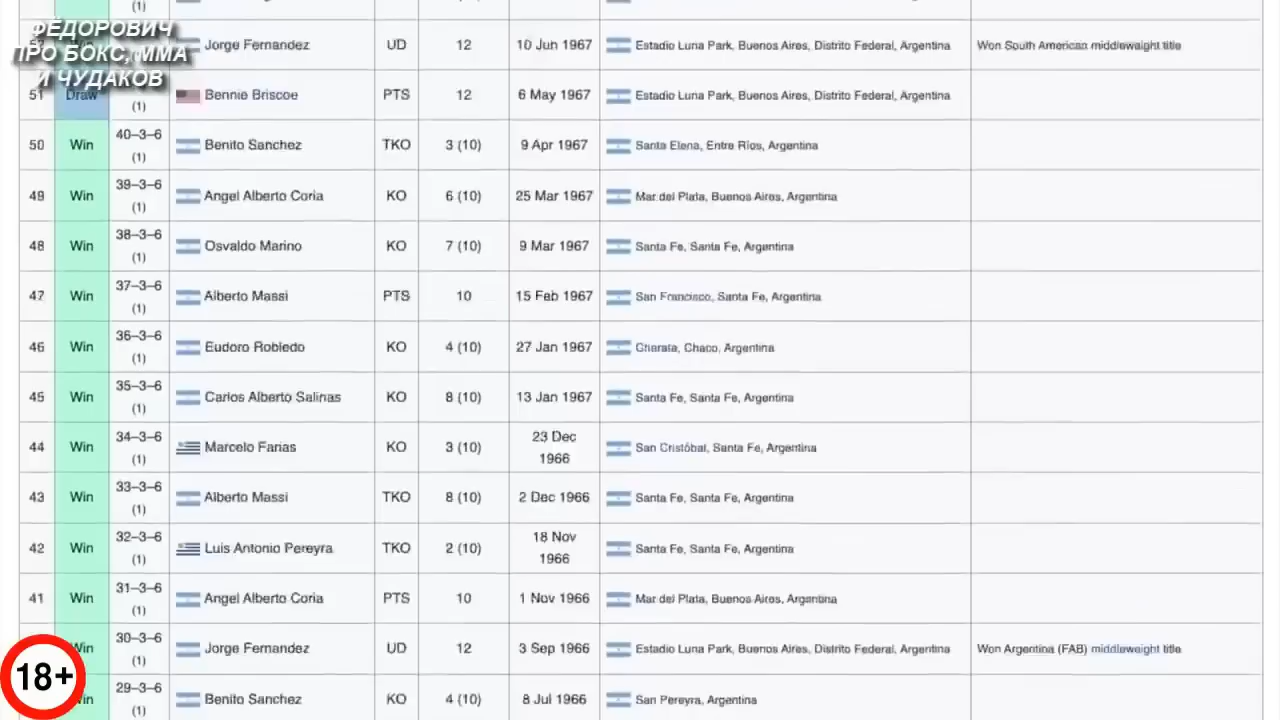 (1)
ФЁДОРОВИЧ
ПРО БОКС, ММА
И ЧУДАКОВ
Jorge Fernandez UD 12 10 Jun 1967 Estadio Luna Park, Buenos Aires, Distrito Federal, Argentina Won South American middleweight title
51 Draw (1) Bennie Briscoe PTS 12 6 May 1967 Estadio Luna Park, Buenos Aires, Distrito Federal, Argentina
50 Win 40–3–6 (1) Benito Sanchez TKO 3 (10) 9 Apr 1967 Santa Elena, Entre Ríos, Argentina
49 Win 39–3–6 (1) Angel Alberto Coria KO 6 (10) 25 Mar 1967 Mar del Plata, Buenos Aires, Argentina
48 Win 38–3–6 (1) Osvaldo Marino KO 7 (10) 9 Mar 1967 Santa Fe, Santa Fe, Argentina
47 Win 37–3–6 (1) Alberto Massi PTS 10 15 Feb 1967 San Francisco, Santa Fe, Argentina
46 Win 36–3–6 (1) Eudoro Robledo KO 4 (10) 27 Jan 1967 Charata, Chaco, Argentina
45 Win 35–3–6 (1) Carlos Alberto Salinas KO 8 (10) 13 Jan 1967 Santa Fe, Santa Fe, Argentina
44 Win 34–3–6 (1) Marcelo Farias KO 3 (10) 23 Dec 1966 San Cristóbal, Santa Fe, Argentina
43 Win 33–3–6 (1) Alberto Massi TKO 8 (10) 2 Dec 1966 Santa Fe, Santa Fe, Argentina
42 Win 32–3–6 (1) Luis Antonio Pereyra TKO 2 (10) 18 Nov 1966 Santa Fe, Santa Fe, Argentina
41 Win 31–3–6 (1) Angel Alberto Coria PTS 10 1 Nov 1966 Mar del Plata, Buenos Aires, Argentina
Win 30–3–6 (1) Jorge Fernandez UD 12 3 Sep 1966 Estadio Luna Park, Buenos Aires, Distrito Federal, Argentina Won Argentina (FAB) middleweight title
Win 29–3–6 (1) Benito Sanchez KO 4 (10) 8 Jul 1966 San Pereyra, Argentina
18+